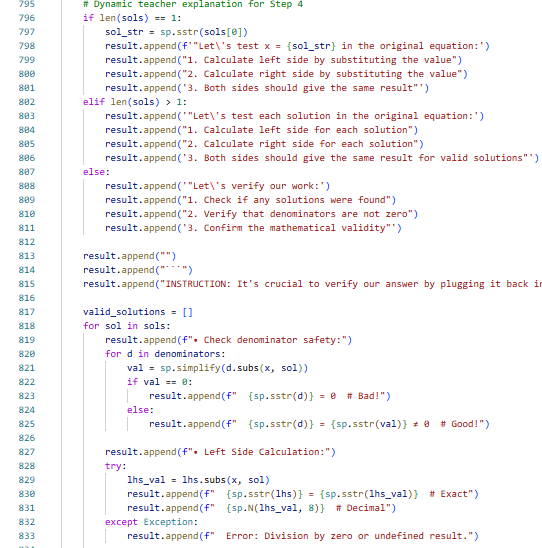 795 # Dynamic teacher explanation for Step 4
796 if len(sols) == 1:
797     sol_str = sp.sstr(sols[0])
798     result.append(f'"Let\'s test x = {sol_str} in the original equation:')
799     result.append("1. Calculate left side by substituting the value")
800     result.append("2. Calculate right side by substituting the value")
801     result.append('3. Both sides should give the same result"')
802 elif len(sols) > 1:
803     result.append('"Let\'s test each solution in the original equation:')
804     result.append("1. Calculate left side for each solution")
805     result.append("2. Calculate right side for each solution")
806     result.append('3. Both sides should give the same result for valid solutions"')
807 else:
808     result.append('"Let\'s verify our work:')
809     result.append("1. Check if any solutions were found")
810     result.append("2. Verify that denominators are not zero")
811     result.append('3. Confirm the mathematical validity"')
812
813 result.append("")
814 result.append("```")
815 result.append("INSTRUCTION: It's crucial to verify our answer by plugging it back in
816
817 valid_solutions = []
818 for sol in sols:
819     result.append(f"• Check denominator safety:")
820     for d in denominators:
821         val = sp.simplify(d.subs(x, sol))
822         if val == 0:
823             result.append(f"  {sp.sstr(d)} = 0  # Bad!")
824         else:
825             result.append(f"  {sp.sstr(d)} = {sp.sstr(val)} ≠ 0  # Good!")
826
827     result.append(f"• Left Side Calculation:")
828     try:
829         lhs_val = lhs.subs(x, sol)
830         result.append(f"  {sp.sstr(lhs)} = {sp.sstr(lhs_val)}  # Exact")
831         result.append(f"  {sp.N(lhs_val, 8)}  # Decimal")
832     except Exception:
833         result.append(f"  Error: Division by zero or undefined result.")